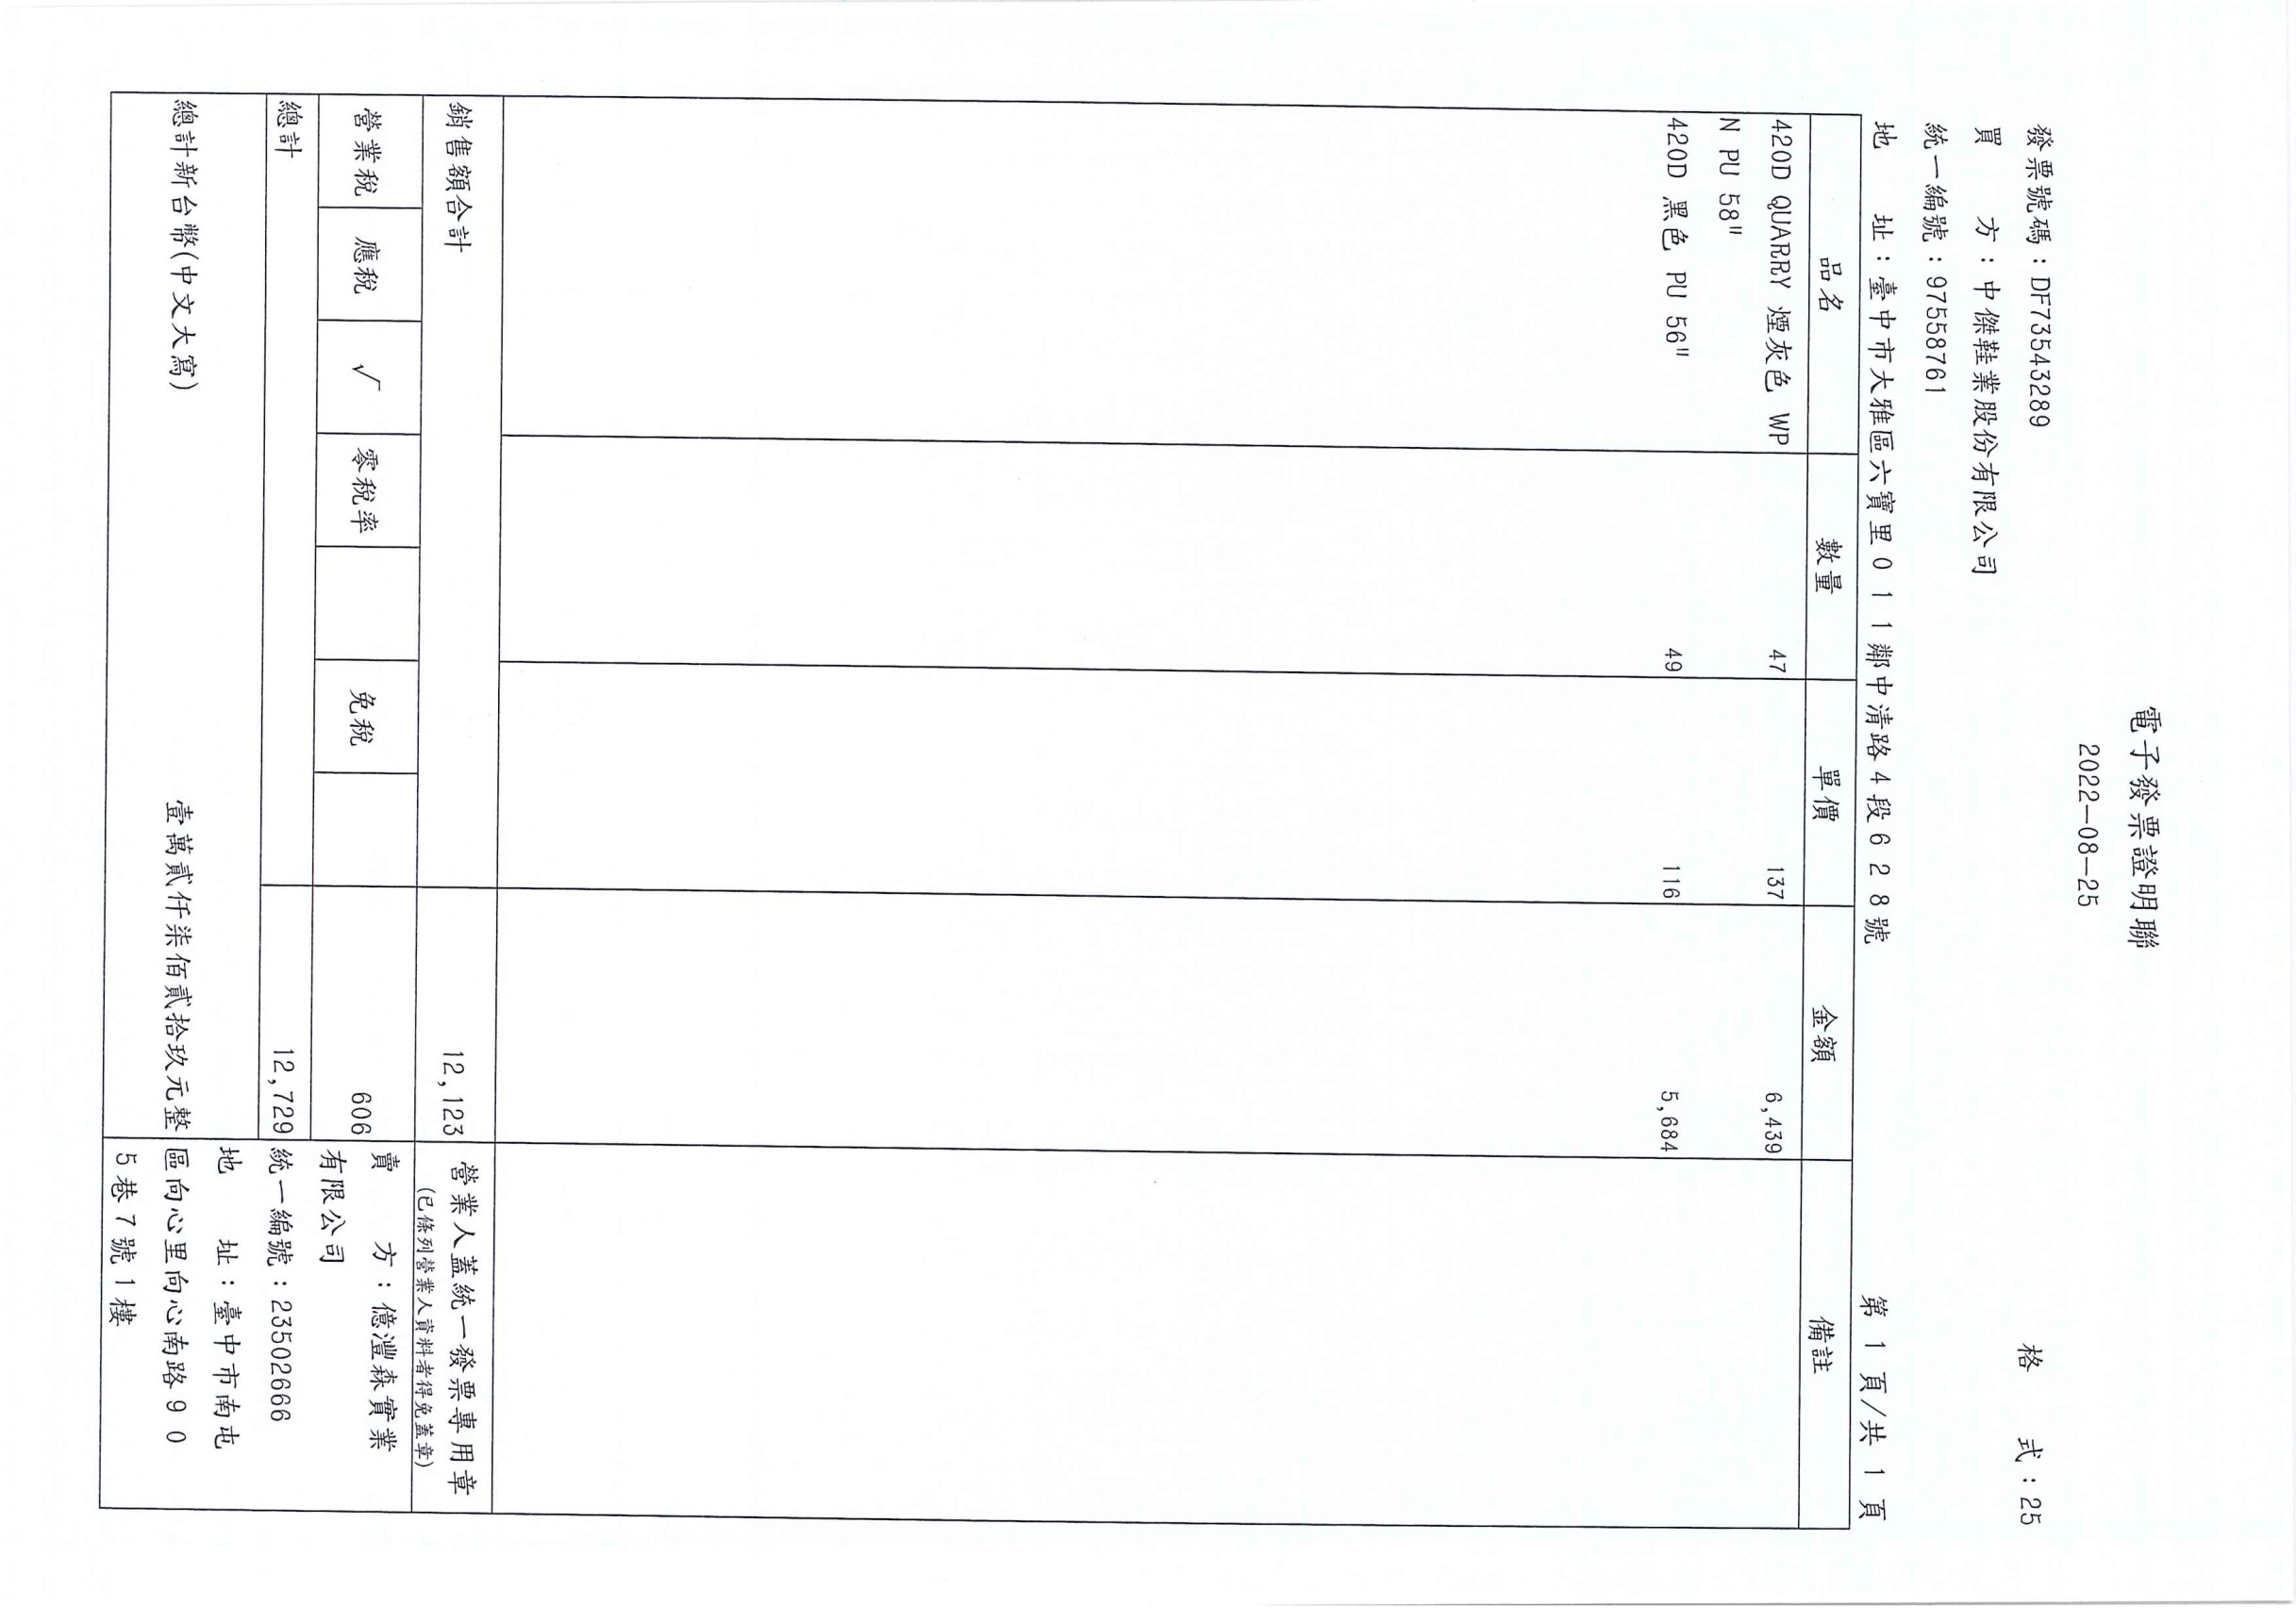 電子發票證明聯
2022-08-25
發票號碼：DF73543289
格　　式：25
買　　方：中傑鞋業股份有限公司
統一編號：97558761
地　　址：臺中市大雅區六寶里０１１鄰中清路４段６２８號
第 1 頁/共 1 頁
品名 數量 單價 金額 備註
420D QUARRY 煙灰色 WP 47 137 6,439
N PU 58"
420D 黑色 PU 56" 49 116 5,684
銷售額合計 12,123
營業人蓋統一發票專用章
(已條列營業人資料者得免蓋章)
營業稅 應稅 √ 零稅率 免稅 606
總計 12,729
總計新台幣(中文大寫) 壹萬貳仟柒佰貳拾玖元整
賣　　方：億灃森實業
有限公司
統一編號：23502666
地　　址：臺中市南屯
區向心里向心南路９０
５巷７號１樓